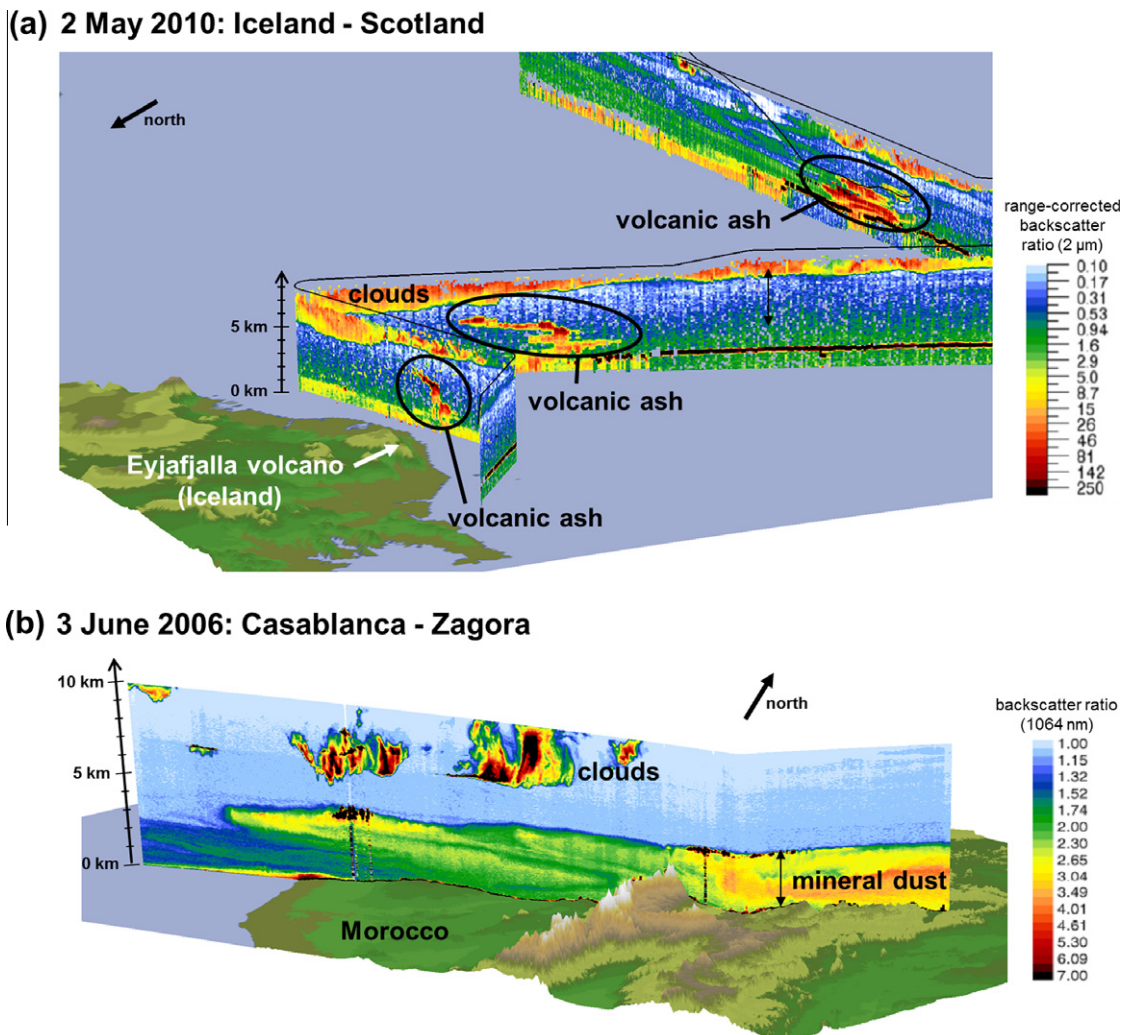 (a) 2 May 2010: Iceland - Scotland
north
volcanic ash
range-corrected
backscatter
ratio (2 µm)
0.10
0.17
0.31
0.53
0.94
1.6
2.9
5.0
8.7
15
26
46
81
142
250
clouds
5 km
0 km
volcanic ash
Eyjafjalla volcano
(Iceland)
volcanic ash
(b) 3 June 2006: Casablanca - Zagora
10 km
north
backscatter ratio
(1064 nm)
1.00
1.15
1.32
1.52
1.74
2.00
2.30
2.65
3.04
3.49
4.01
4.61
5.30
6.09
7.00
clouds
5 km
0 km
mineral dust
Morocco